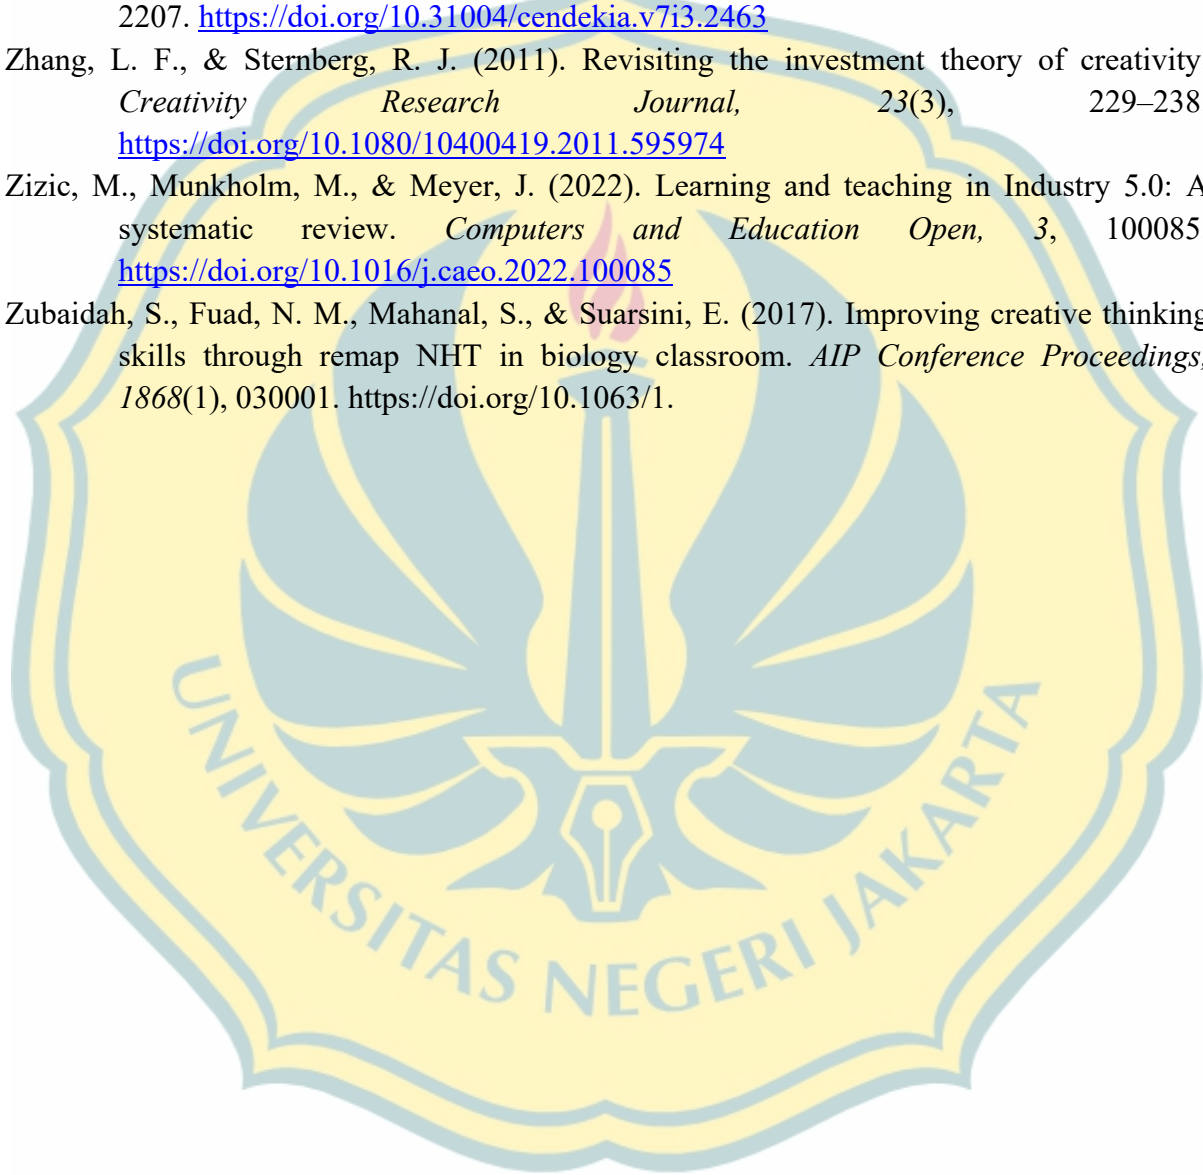 2207. https://doi.org/10.31004/cendekia.v7i3.2463
Zhang, L. F., & Sternberg, R. J. (2011). Revisiting the investment theory of creativity
Creativity Research Journal, 23(3), 229–238
https://doi.org/10.1080/10400419.2011.595974
Zizic, M., Munkholm, M., & Meyer, J. (2022). Learning and teaching in Industry 5.0: A
systematic review. Computers and Education Open, 3, 100085
https://doi.org/10.1016/j.caeo.2022.100085
Zubaidah, S., Fuad, N. M., Mahanal, S., & Suarsini, E. (2017). Improving creative thinking
skills through remap NHT in biology classroom. AIP Conference Proceedings,
1868(1), 030001. https://doi.org/10.1063/1.
UNIVERSITAS NEGERI JAKARTA